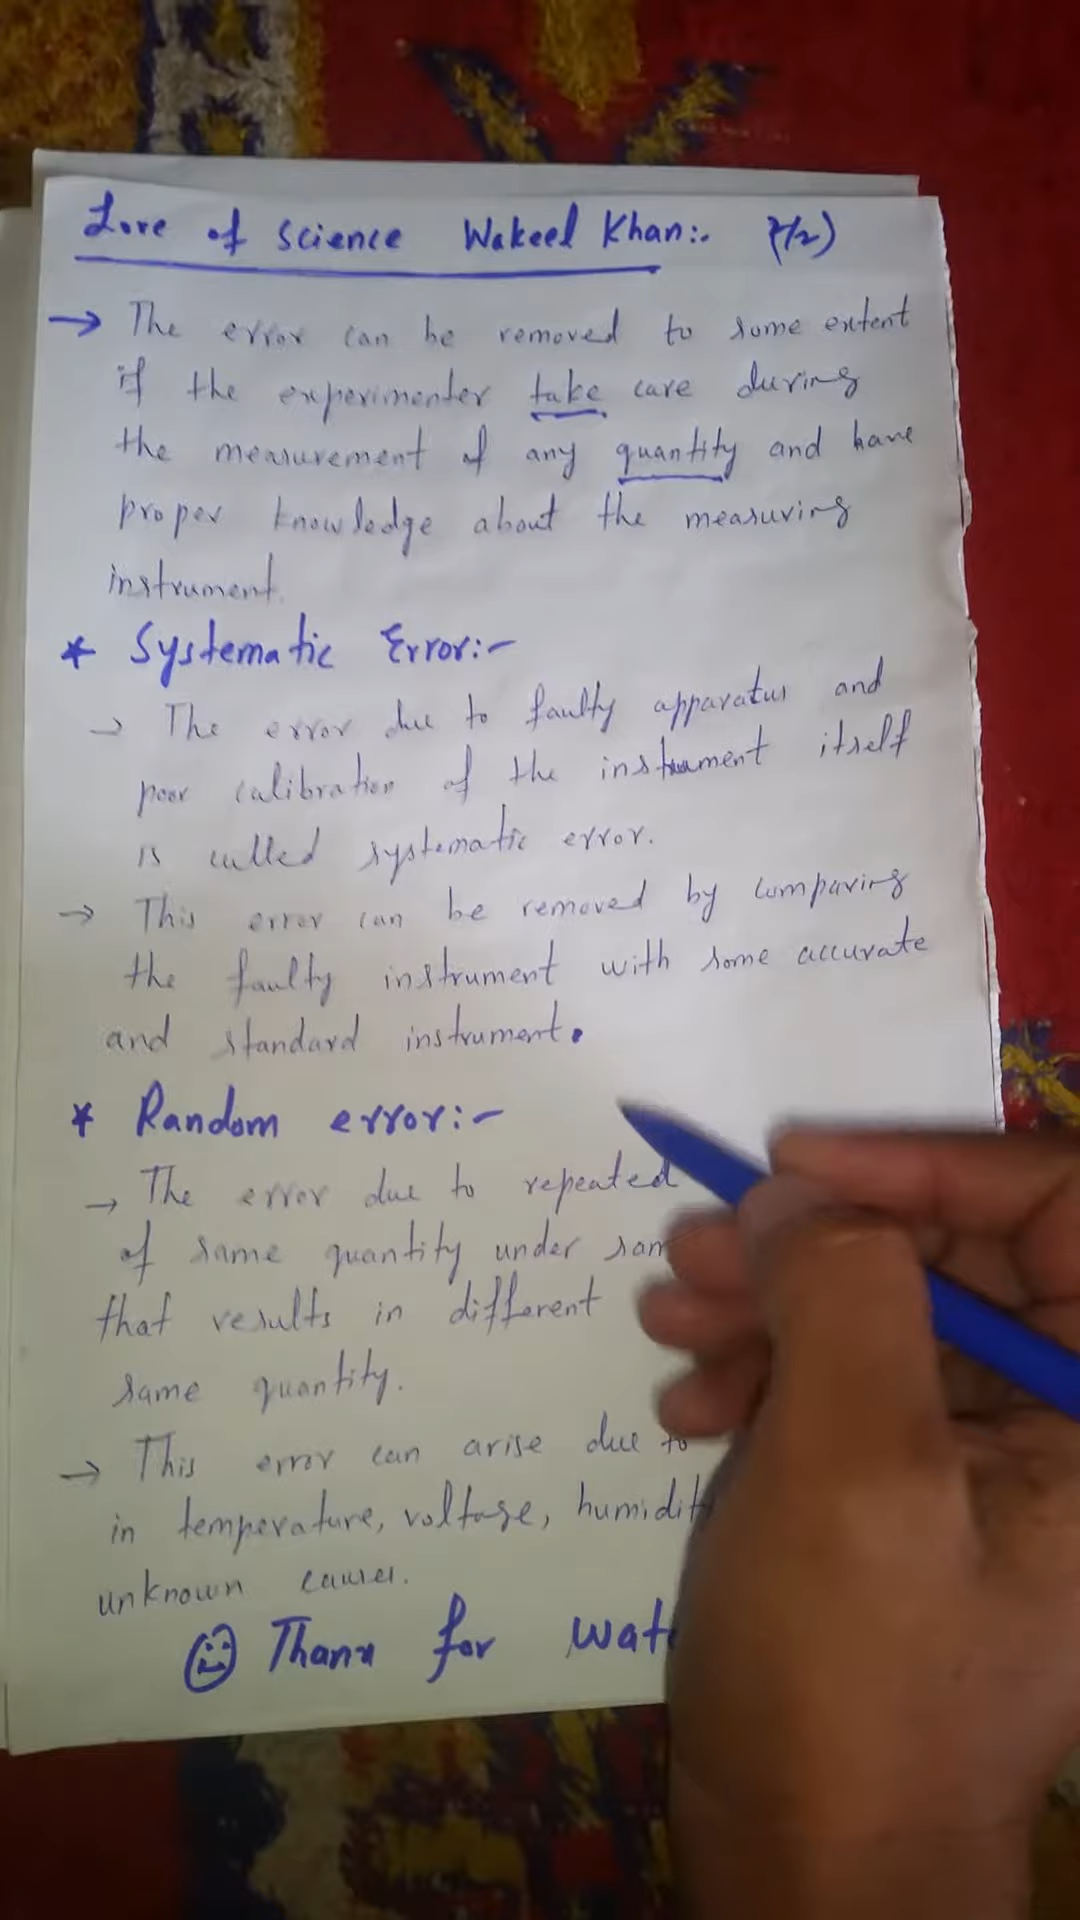 Love of Science Wakeel Khan:.
→ The error can be removed to some extent
if the experimenter take care during
the measurement of any quantity and have
proper knowledge about the measuring
instrument.
* Systematic Error:-
→ The error due to faulty apparatus and
poor calibration of the instrument itself
is called systematic error.
→ This error can be removed by comparing
the faulty instrument with some accurate
and standard instrument.
* Random error:-
→ The error due to repeated
of same quantity under
that results in different
same quantity.
→ This error can arise due to
in temperature, voltage,
unknown causes.
Thanx for